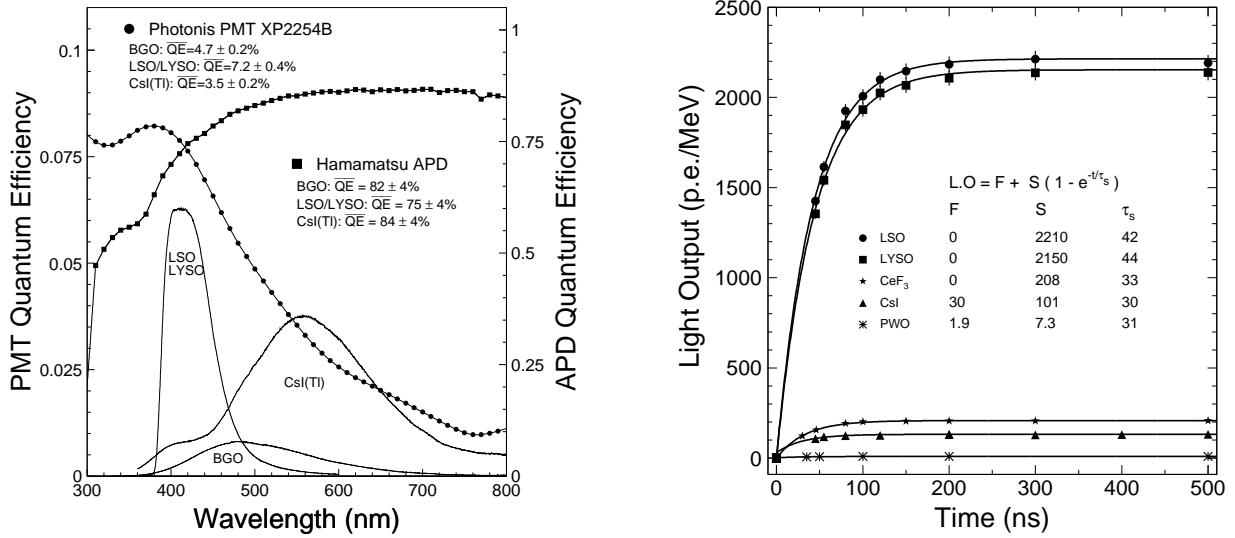 PMT Quantum Efficiency
0.1
0.075
0.05
0.025
0
Photonis PMT XP2254B
BGO: QE=4.7 ± 0.2%
LSO/LYSO: QE=7.2 ± 0.4%
CsI(Tl): QE=3.5 ± 0.2%
Hamamatsu APD
BGO: QE = 82 ± 4%
LSO/LYSO: QE = 75 ± 4%
CsI(Tl): QE = 84 ± 4%
LSO
LYSO
CsI(Tl)
BGO
1
0.75
0.5
0.25
0
APD Quantum Efficiency
300 400 500 600 700 800
Wavelength (nm)
Light Output (p.e./MeV)
2500
2000
1500
1000
500
0
L.O = F + S ( 1 - e^-t/τs )
F S τs
LSO 0 2210 42
LYSO 0 2150 44
CeF3 0 208 33
CsI 30 101 30
PWO 1.9 7.3 31
0 100 200 300 400 500
Time (ns)